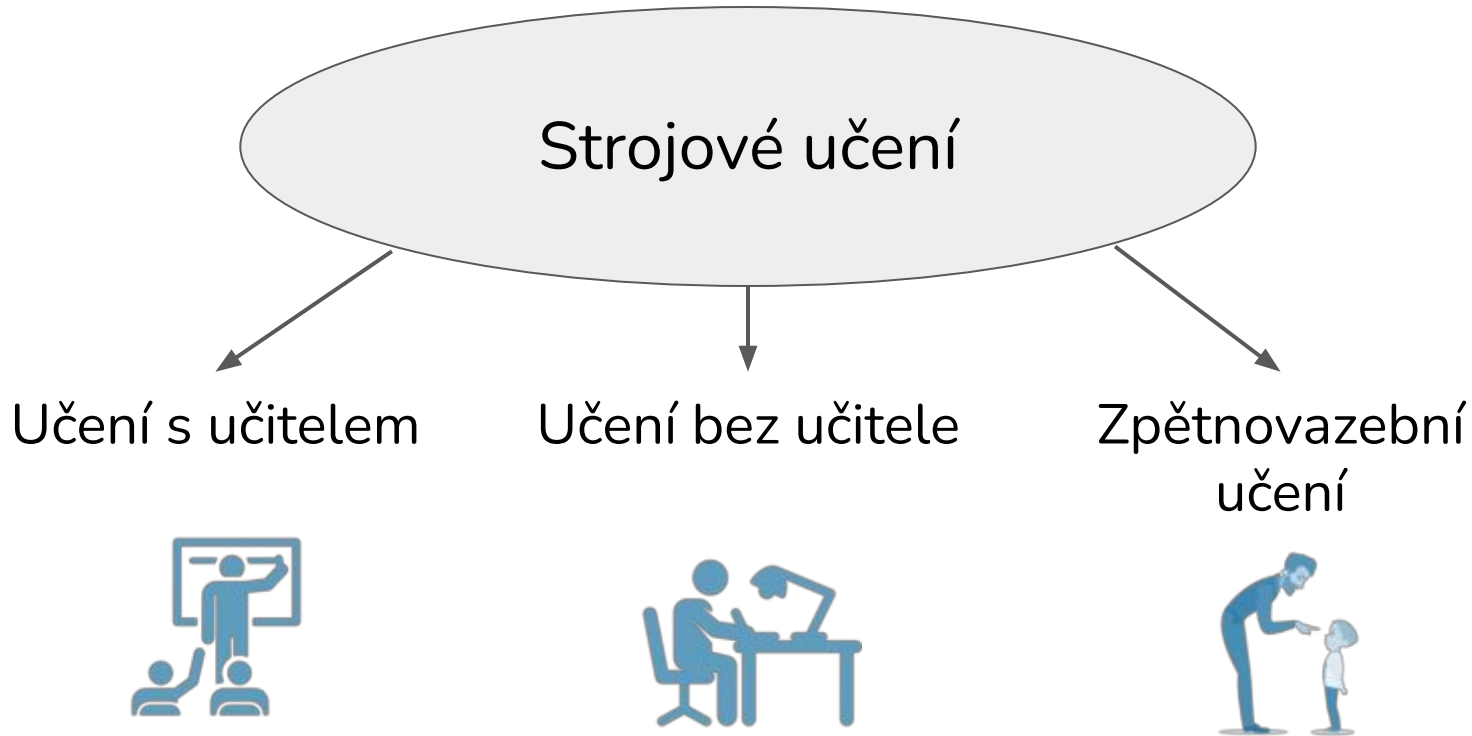 Strojové učení
Učení s učitelem
Učení bez učitele
Zpětnovazební
učení